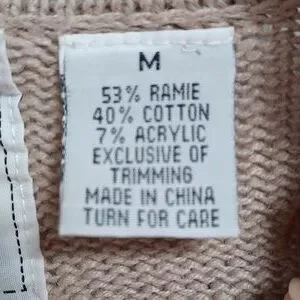 M
53% RAMIE
40% COTTON
7% ACRYLIC
EXCLUSIVE OF
TRIMMING
MADE IN CHINA
TURN FOR CARE